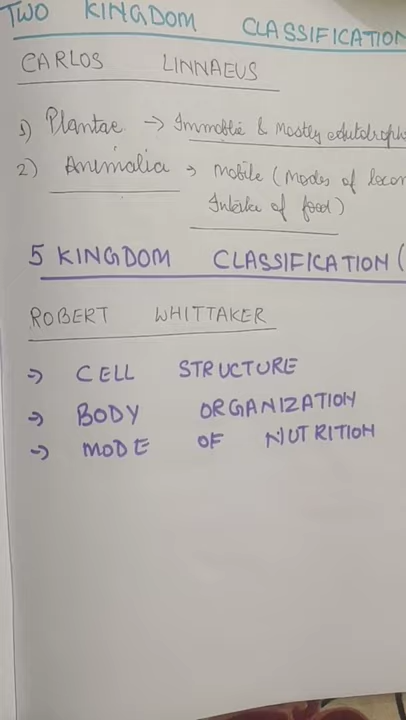 TWO KINGDOM CLASSIFICATION
CARLOS LINNAEUS
1) Plantae → Immobile & Mostly Autotroph
2) Animalia → Mobile (Modes of locom
Intake of food)
5 KINGDOM CLASSIFICATION (
ROBERT WHITTAKER
→ CELL STRUCTURE
→ BODY ORGANIZATION
→ MODE OF NUTRITION